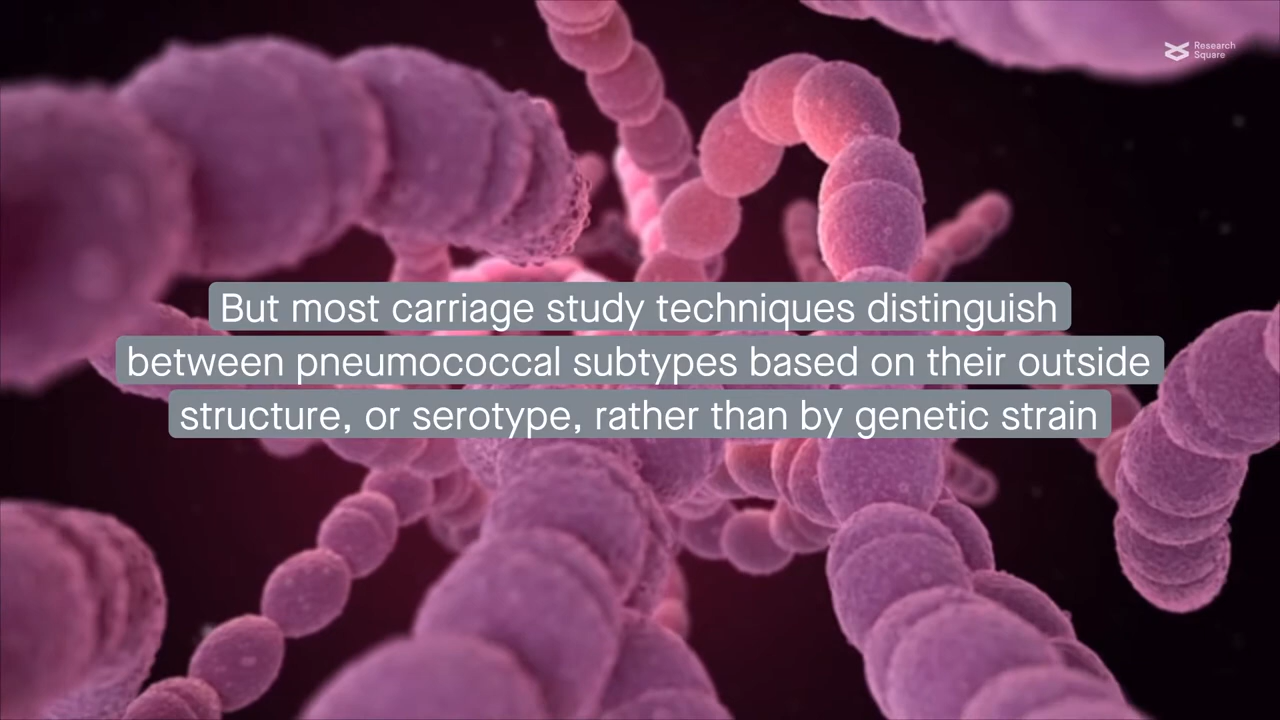 Research
Square
But most carriage study techniques distinguish
between pneumococcal subtypes based on their outside
structure, or serotype, rather than by genetic strain